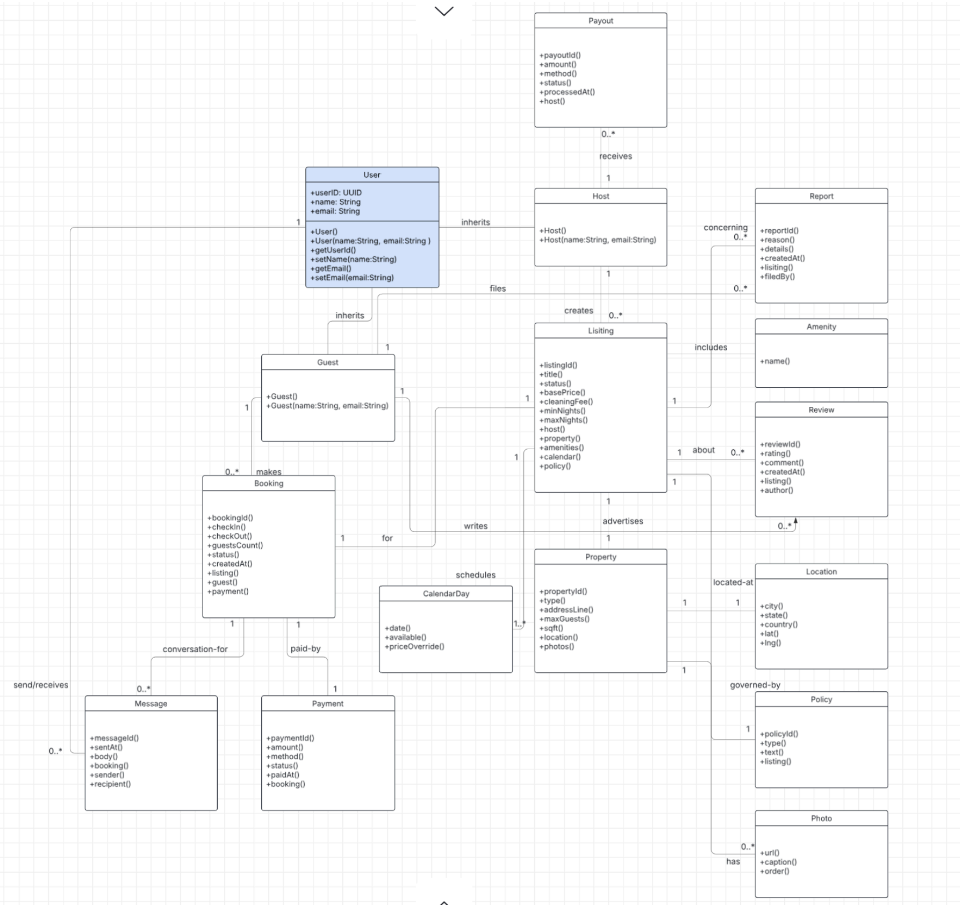 Payout
+payoutId()
+amount()
+method()
+status()
+processedAt()
+host()
0..*
receives
1
User
+userID: UUID
+name: String
+email: String
+User()
+User(name:String, email:String )
+getUserId()
+setName(name:String)
+getEmail()
+setEmail(email:String)
1
inherits
Host
+Host()
+Host(name:String, email:String)
1
Report
+reportId()
+reason()
+details()
+createdAt()
+lisiting()
+filedBy()
concerning
0..*
files
0..*
inherits
1
creates
0..*
Guest
+Guest()
+Guest(name:String, email:String)
1
1
Lisiting
+listingId()
+title()
+status()
+basePrice()
+cleaningFee()
+minNights()
+maxNights()
+host()
+property()
+amenities()
+calendar()
+policy()
1
1
includes
1
Amenity
+name()
Review
+reviewId()
+rating()
+comment()
+createdAt()
+listing()
+author()
1
about
0..*
1
0..*
makes
Booking
+bookingId()
+checkIn()
+checkOut()
+guestsCount()
+status()
+createdAt()
+listing()
+guest()
+payment()
1
for
writes
0..*
1
advertises
1
schedules
CalendarDay
+date()
+available()
+priceOverride()
1..*
Property
+propertyId()
+type()
+addressLine()
+maxGuests()
+sqft()
+location()
+photos()
located-at
1
1
Location
+city()
+state()
+country()
+lat()
+lng()
1
1
conversation-for
paid-by
1
governed-by
send/receives
0..*
1
Message
+messageId()
+sentAt()
+body()
+booking()
+sender()
+recipient()
0..*
Payment
+paymentId()
+amount()
+method()
+status()
+paidAt()
+booking()
1
Policy
+policyId()
+type()
+text()
+listing()
Photo
+url()
+caption()
+order()
0..*
has